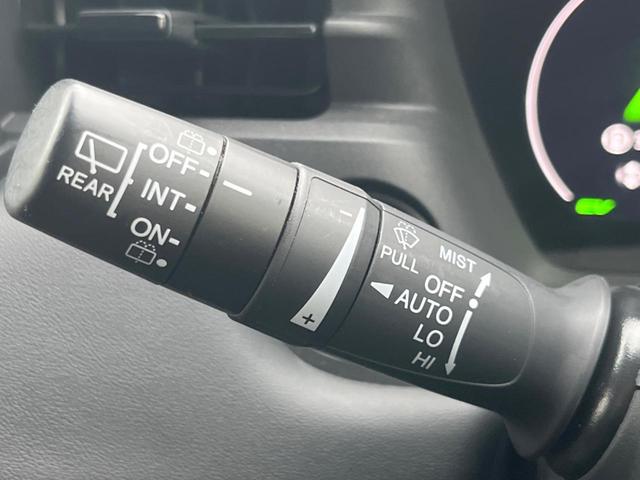 REAR
OFF
INT
ON
-
+
PULL
MIST
OFF
AUTO
LO
HI